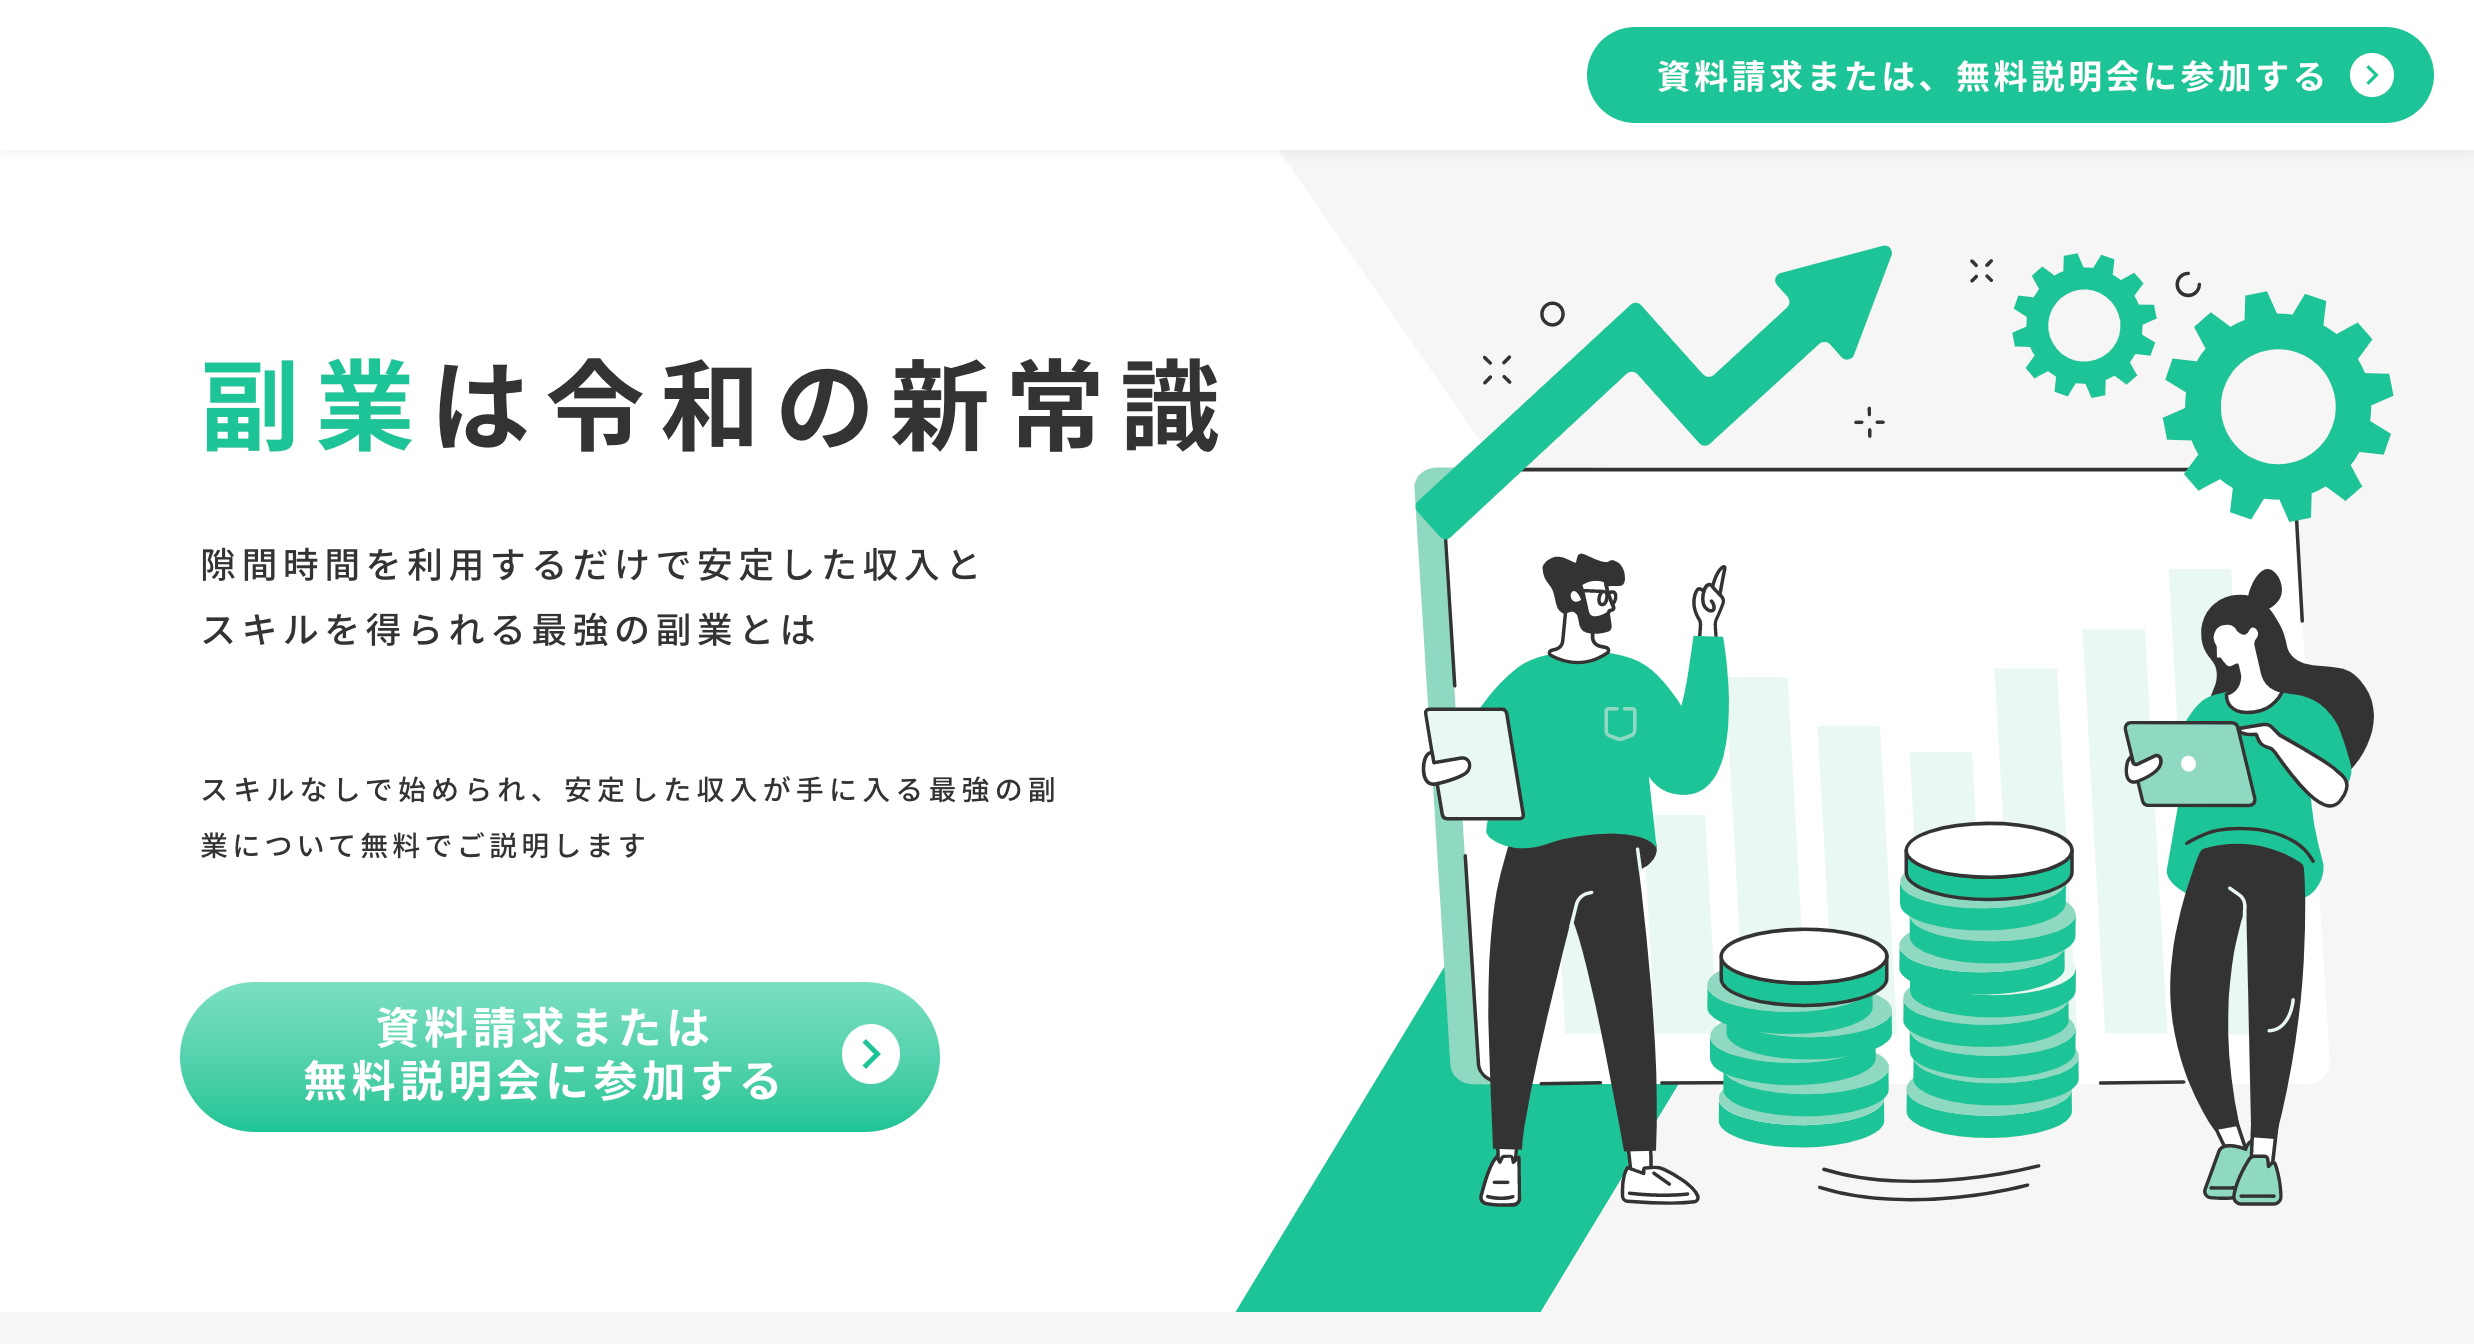 資料請求または、無料説明会に参加する
副業は令和の新常識
隙間時間を利用するだけで安定した収入と
スキルを得られる最強の副業とは
スキルなしで始められ、安定した収入が手に入る最強の副
業について無料でご説明します
資料請求または
無料説明会に参加する